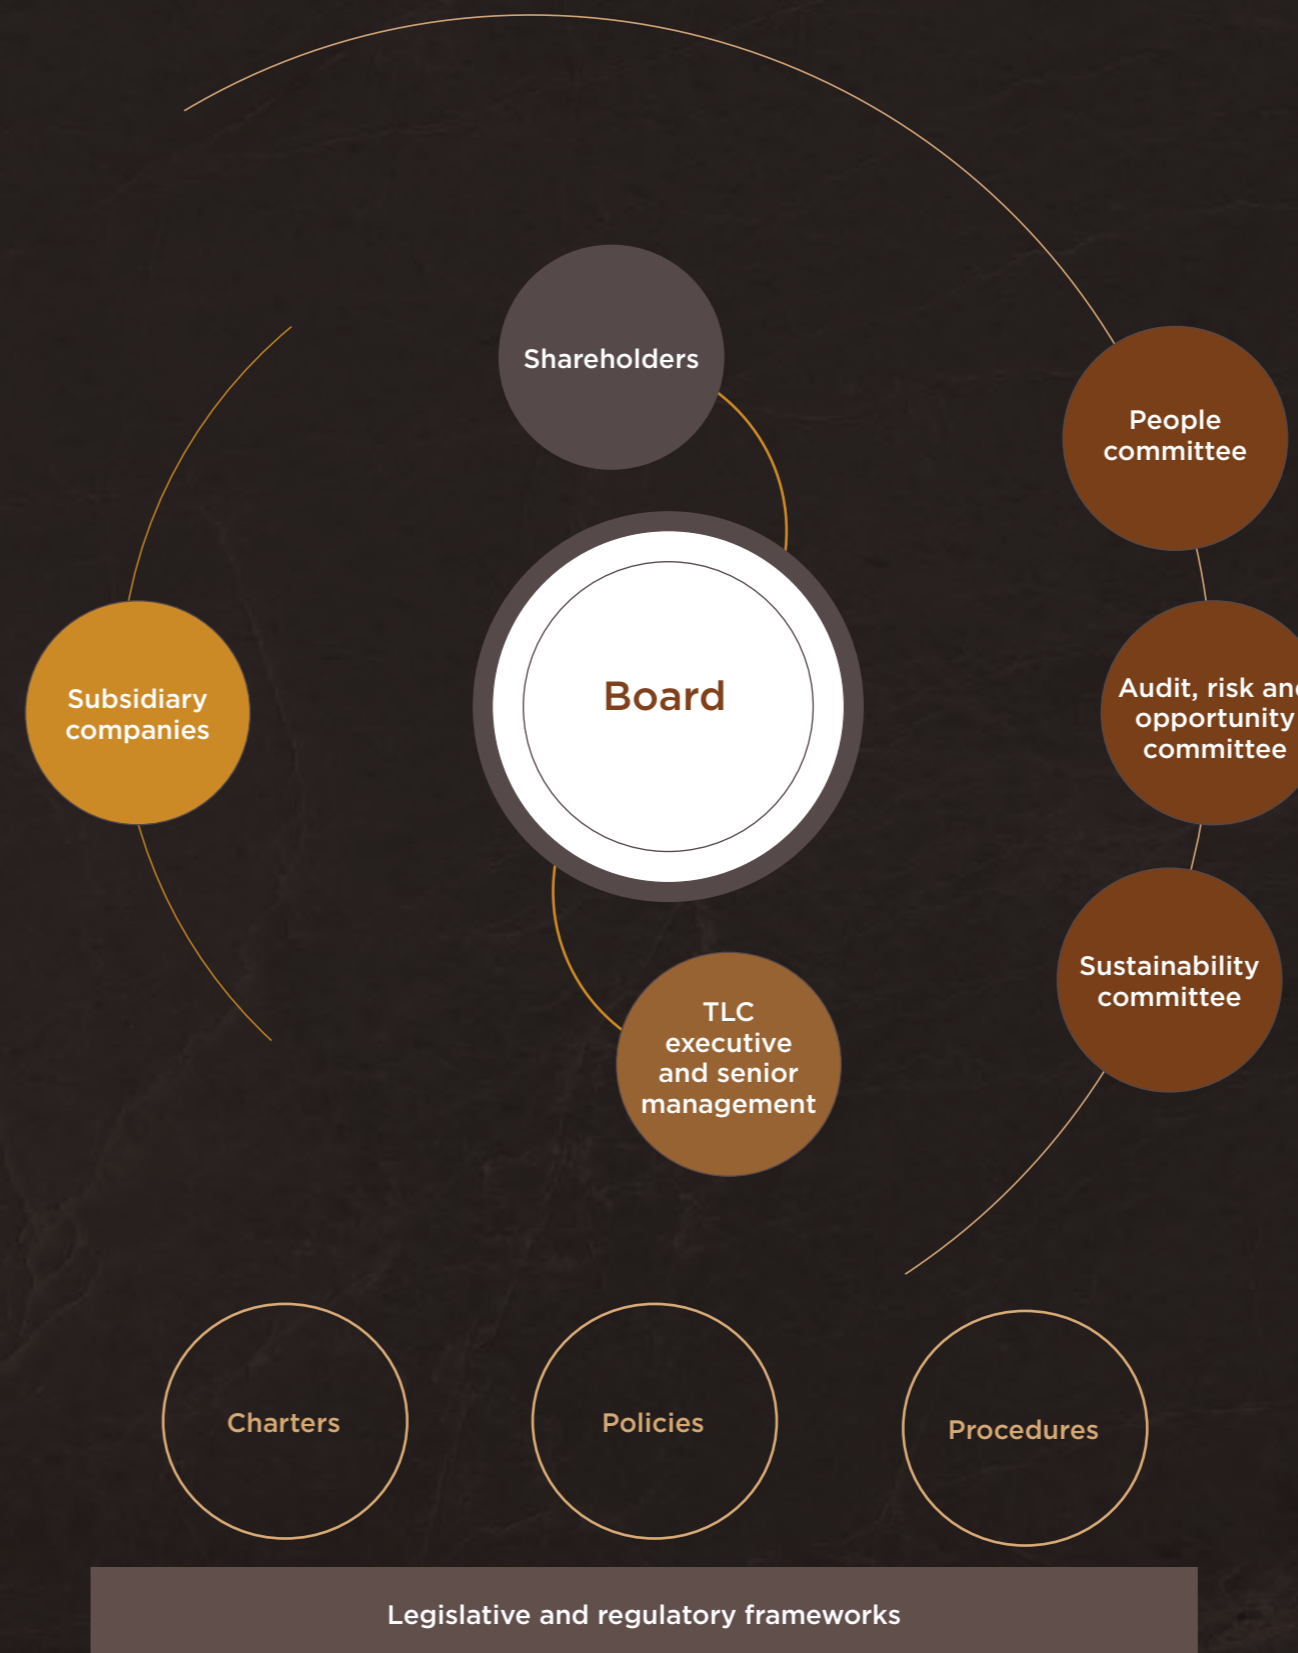 Shareholders
People
committee
Board
Subsidiary
companies
Audit, risk and
opportunity
committee
Sustainability
committee
TLC
executive
and senior
management
Charters
Policies
Procedures
Legislative and regulatory frameworks